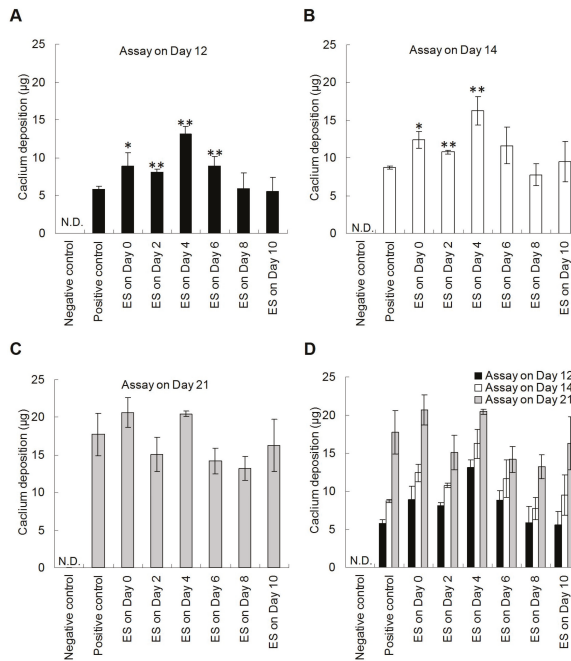 A
Assay on Day 12
Caclium deposition (µg)
25
20
15
10
5
0
N.D.
*
**
**
**
Negative control
Positive control
ES on Day 0
ES on Day 2
ES on Day 4
ES on Day 6
ES on Day 8
ES on Day 10
B
Assay on Day 14
Caclium deposition (µg)
25
20
15
10
5
0
N.D.
*
**
**
Negative control
Positive control
ES on Day 0
ES on Day 2
ES on Day 4
ES on Day 6
ES on Day 8
ES on Day 10
C
Assay on Day 21
Caclium deposition (µg)
25
20
15
10
5
0
N.D.
Negative control
Positive control
ES on Day 0
ES on Day 2
ES on Day 4
ES on Day 6
ES on Day 8
ES on Day 10
D
Assay on Day 12
Assay on Day 14
Assay on Day 21
Caclium deposition (µg)
25
20
15
10
5
0
N.D.
Negative control
Positive control
ES on Day 0
ES on Day 2
ES on Day 4
ES on Day 6
ES on Day 8
ES on Day 10